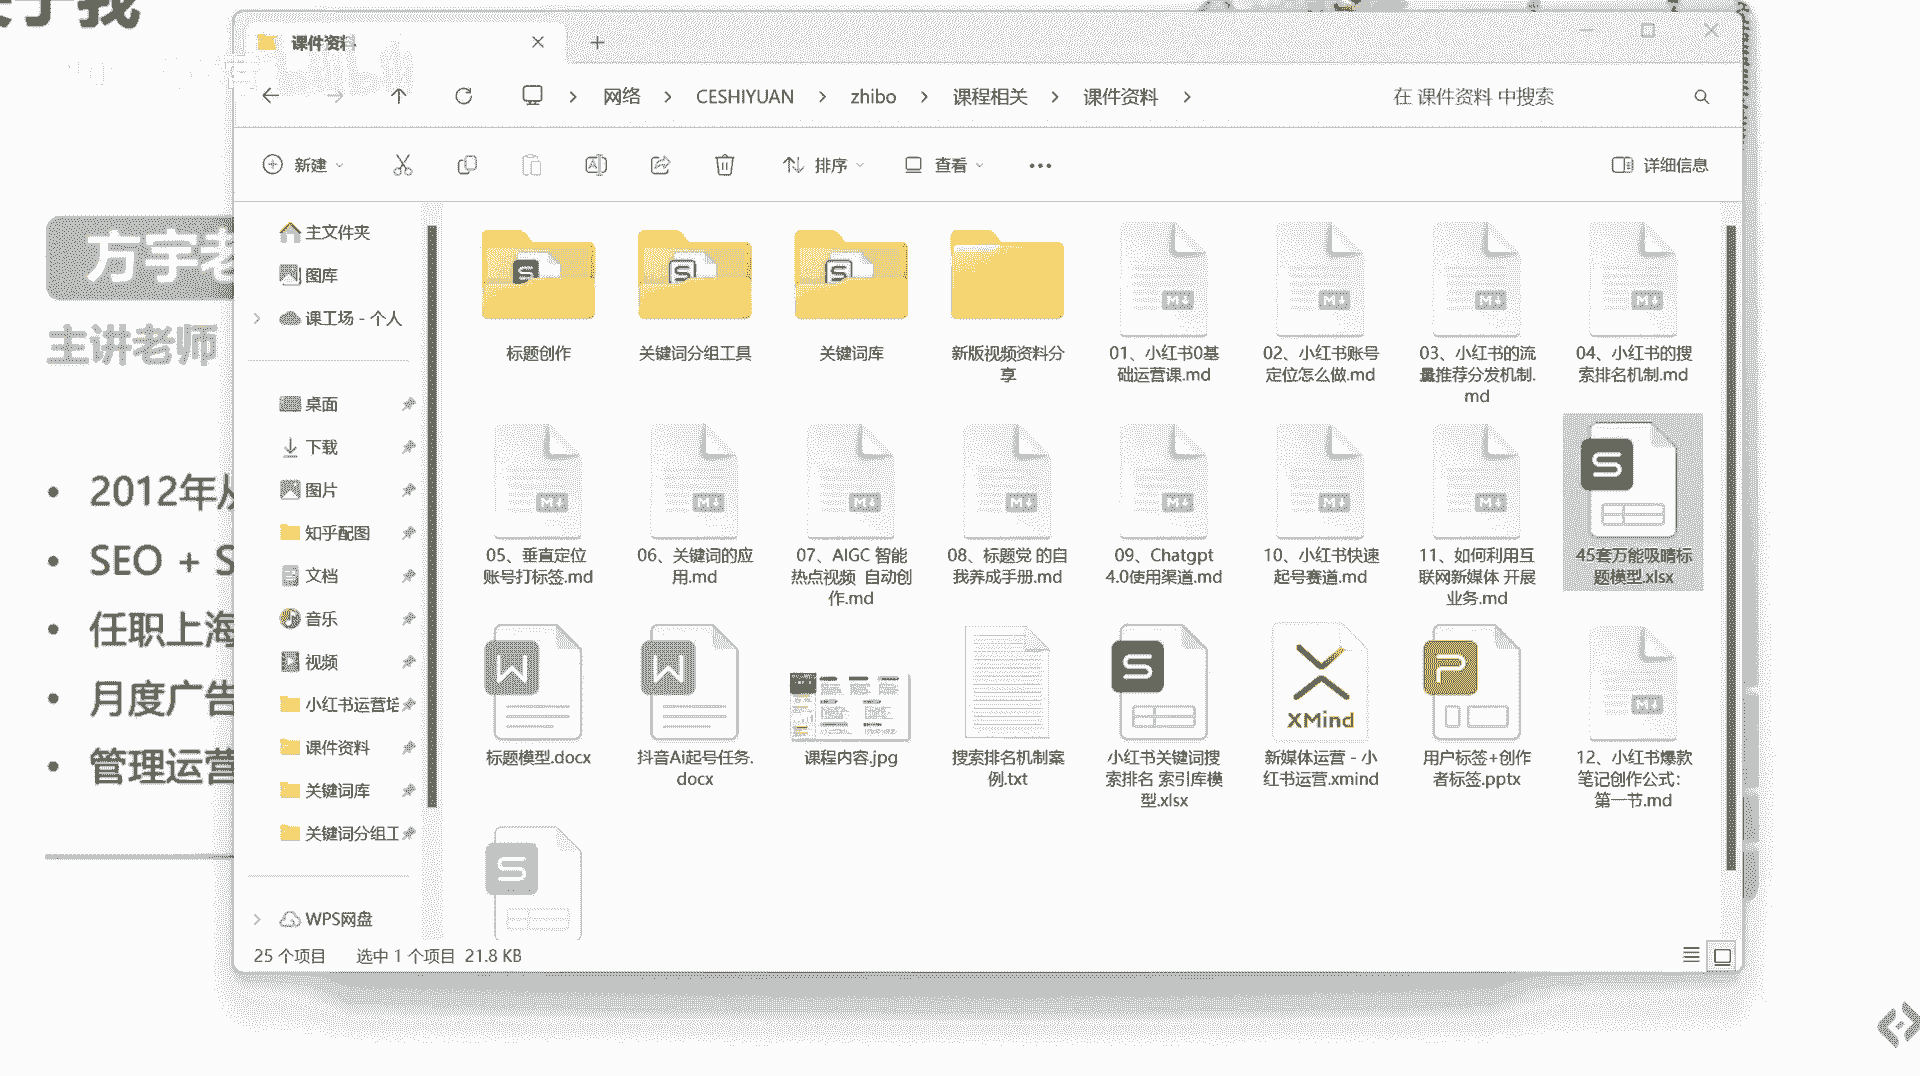 课件资料
网络 CESHIYUAN zhibo 课程相关 课件资料
在 课件资料 中搜索
新建
排序
查看
详细信息
主文件夹
图库
课工场 - 个人
桌面
下载
图片
知乎配图
文档
音乐
视频
小红书运营培
课件资料
关键词库
关键词分组工
WPS网盘
标题创作
关键词分组工具
关键词库
新版视频资料分
享
01、小红书0基
础运营课.md
02、小红书账号
定位怎么做.md
03、小红书的流
量推荐分发机制.
md
04、小红书的搜
索排名机制.md
05、垂直定位
账号打标签.md
06、关键词的应
用.md
07、AIGC 智能
热点视频 自动创
作.md
08、标题党 的自
我养成手册.md
09、Chatgpt
4.0使用渠道.md
10、小红书快速
起号赛道.md
11、如何利用互
联网新媒体 开展
业务.md
45套万能吸睛标
题模型.xlsx
标题模型.docx
抖音Ai起号任务.
docx
课程内容.jpg
搜索排名机制案
例.txt
小红书关键词搜
索排名 索引库模
型.xlsx
XMind
新媒体运营 - 小
红书运营.xmind
用户标签+创作
者标签.pptx
12、小红书爆款
笔记创作公式：
第一节.md
25 个项目 选中 1 个项目 21.8 KB
方宇老
主讲老师
• 2012年从
• SEO + S
• 任职上海
• 月度广告
• 管理运营